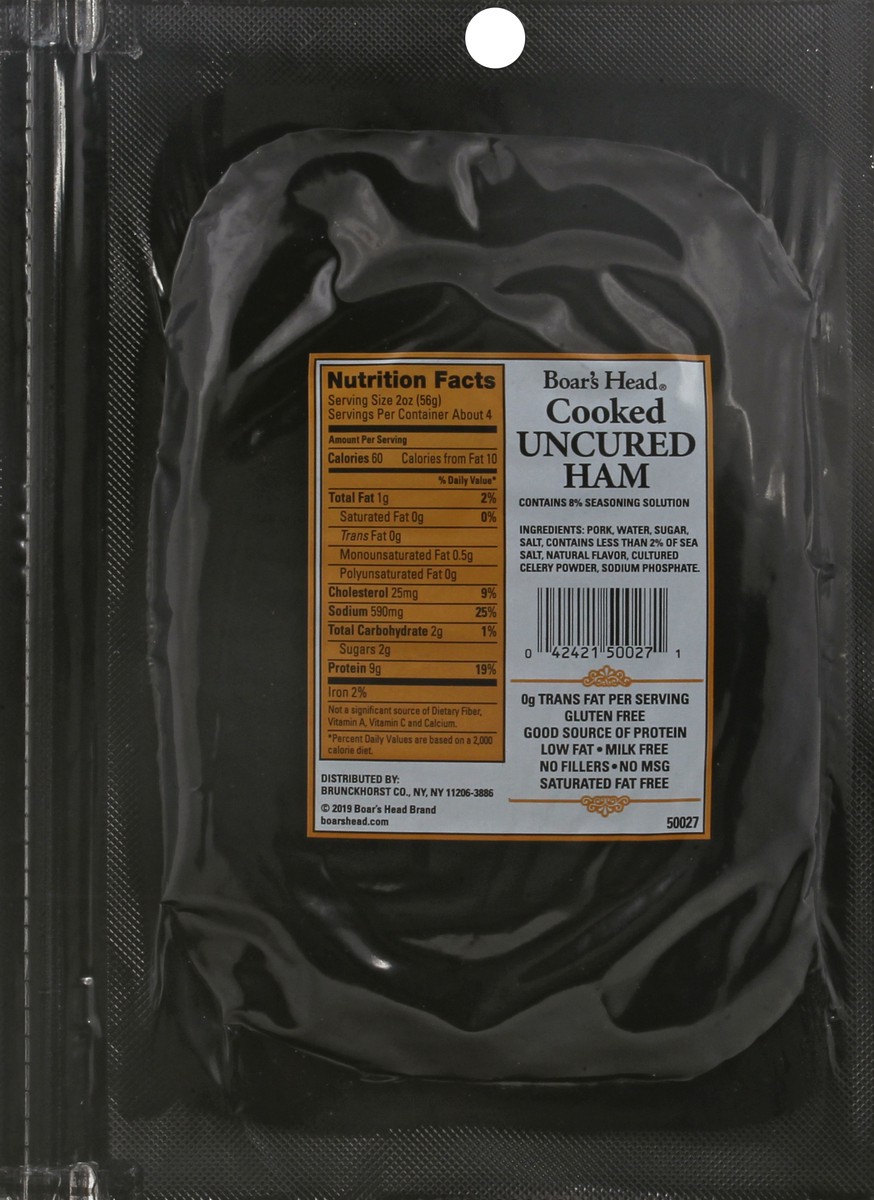 Nutrition Facts
Serving Size 2oz (56g)
Servings Per Container About 4
Amount Per Serving
Calories 60 Calories from Fat 10
% Daily Value*
Total Fat 1g 2%
Saturated Fat 0g 0%
Trans Fat 0g
Monounsaturated Fat 0.5g
Polyunsaturated Fat 0g
Cholesterol 25mg 9%
Sodium 590mg 25%
Total Carbohydrate 2g 1%
Sugars 2g
Protein 9g 19%
Iron 2%
Not a significant source of Dietary Fiber,
Vitamin A, Vitamin C and Calcium.
*Percent Daily Values are based on a 2,000
calorie diet.
DISTRIBUTED BY:
BRUNCKHORST CO., NY, NY 11206-3886
© 2019 Boar's Head Brand
boarshead.com
Boar's Head®
Cooked
UNCURED
HAM
CONTAINS 8% SEASONING SOLUTION
INGREDIENTS: PORK, WATER, SUGAR,
SALT, CONTAINS LESS THAN 2% OF SEA
SALT, NATURAL FLAVOR, CULTURED
CELERY POWDER, SODIUM PHOSPHATE.
0 42421 50027 1
0g TRANS FAT PER SERVING
GLUTEN FREE
GOOD SOURCE OF PROTEIN
LOW FAT • MILK FREE
NO FILLERS • NO MSG
SATURATED FAT FREE
50027